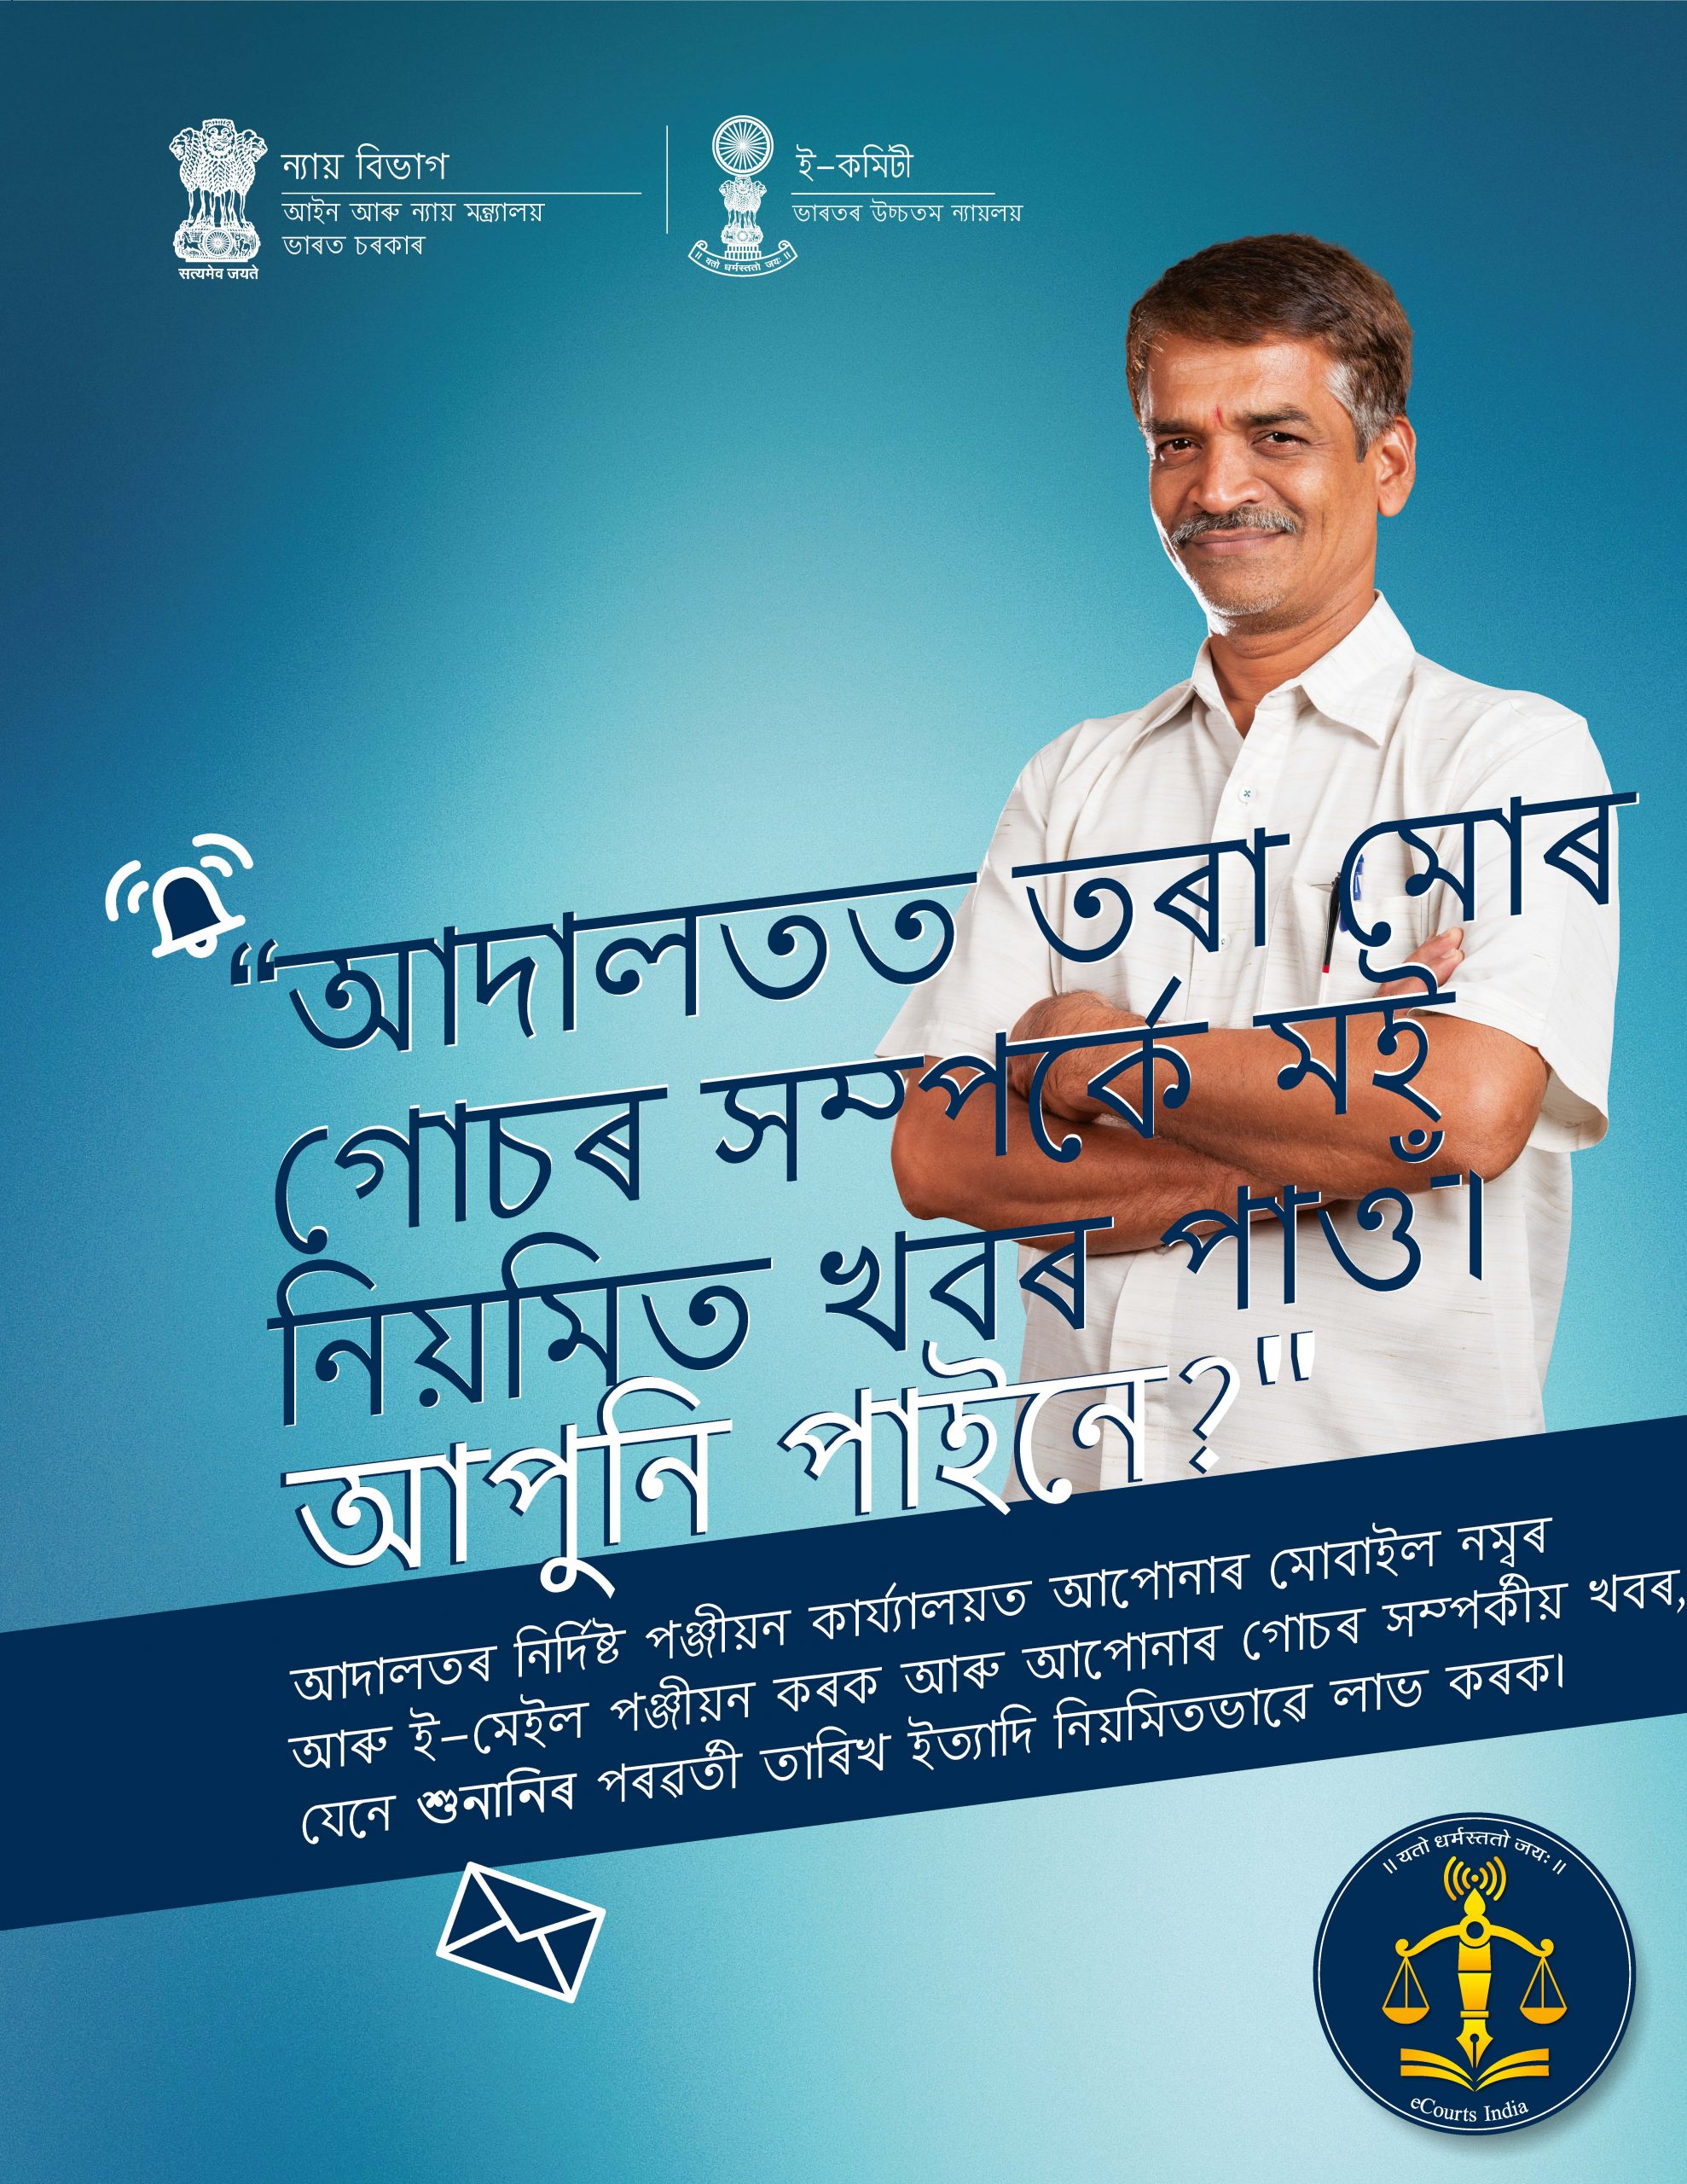 ন্যায় বিভাগ
আইন আৰু ন্যায় মন্ত্ৰ্যালয়
ভাৰত চৰকাৰ
सत्यमेव जयते
ই–কমিটী
ভাৰতৰ উচ্চতম ন্যায়লয়
॥ यतो धर्मस्ततो जयः ॥
“আদালতত তৰা মোৰ
গোচৰ সম্পৰ্কে মই
নিয়মিত খবৰ পাওঁ।
আপুনি পাইনে?"
আদালতৰ নিৰ্দিষ্ট পঞ্জীয়ন কাৰ্য্যালয়ত আপোনাৰ মোবাইল নম্বৰ
আৰু ই–মেইল পঞ্জীয়ন কৰক আৰু আপোনাৰ গোচৰ সম্পৰ্কীয় খবৰ,
যেনে শুনানিৰ পৰৱৰ্তী তাৰিখ ইত্যাদি নিয়মিতভাৱে লাভ কৰক।
॥ यतो धर्मस्ततो जयः ॥
eCourts India